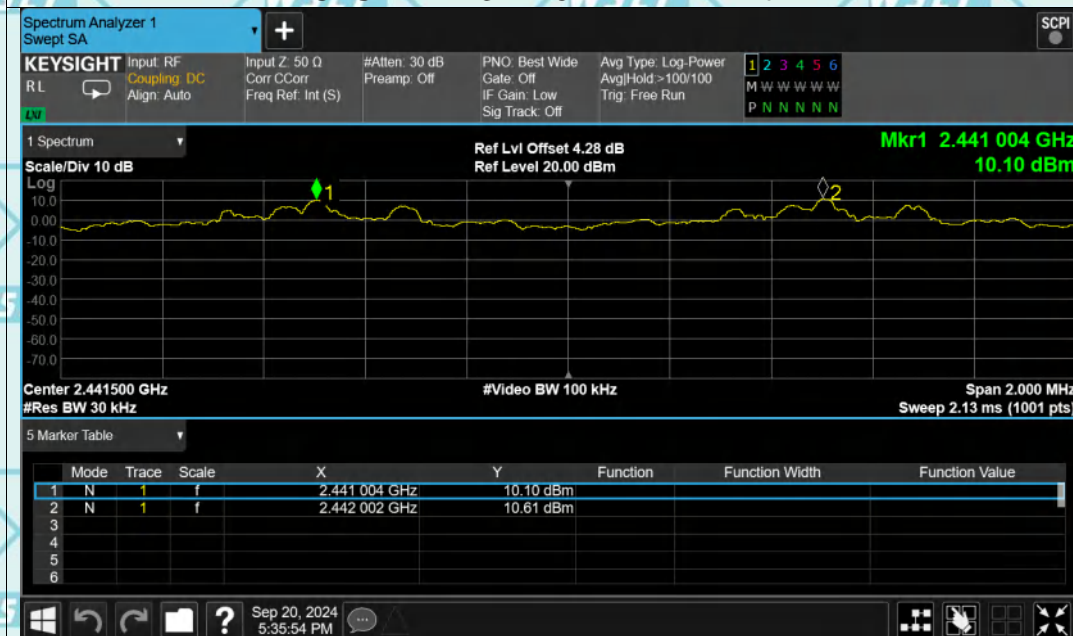 Spectrum Analyzer 1
Swept SA
+
SCPI
KEYSIGHT Input: RF Input Z: 50 Ω #Atten: 30 dB PNO: Best Wide Avg Type: Log-Power 1 2 3 4 5 6
RL Coupling: DC Corr CCorr Preamp: Off Gate: Off Avg|Hold:>100/100 M W W W W W
Align: Auto Freq Ref: Int (S) IF Gain: Low Trig: Free Run P N N N N N
LXI Sig Track: Off
1 Spectrum Ref Lvl Offset 4.28 dB Mkr1 2.441 004 GHz
Scale/Div 10 dB Ref Level 20.00 dBm 10.10 dBm
Log
1 2
10.0
0.00
-10.0
-20.0
-30.0
-40.0
-50.0
-60.0
-70.0
Center 2.441500 GHz #Video BW 100 kHz Span 2.000 MHz
#Res BW 30 kHz Sweep 2.13 ms (1001 pts)
5 Marker Table
Mode Trace Scale X Y Function Function Width Function Value
1 N 1 f 2.441 004 GHz 10.10 dBm
2 N 1 f 2.442 002 GHz 10.61 dBm
3
4
5
6
? Sep 20, 2024
5:35:54 PM